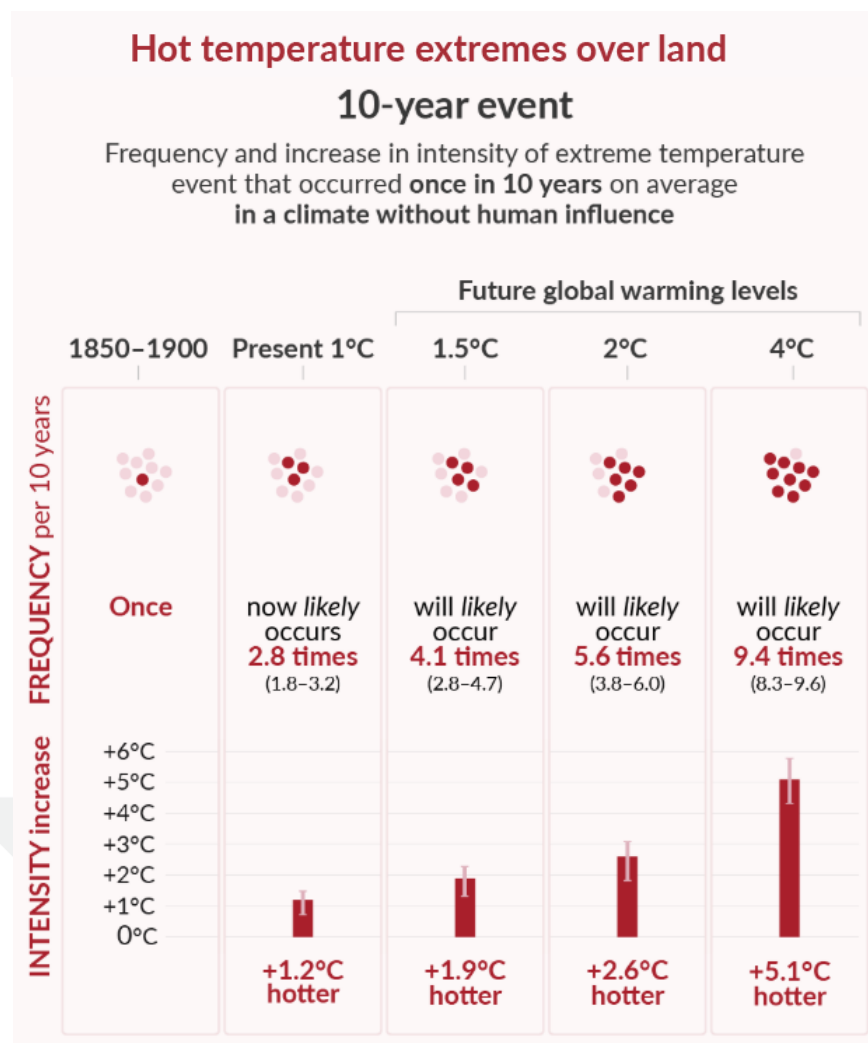 Hot temperature extremes over land
10-year event
Frequency and increase in intensity of extreme temperature
event that occurred once in 10 years on average
in a climate without human influence
Future global warming levels
1850–1900
Present 1°C
1.5°C
2°C
4°C
FREQUENCY per 10 years
Once
now likely
occurs
2.8 times
(1.8–3.2)
will likely
occur
4.1 times
(2.8–4.7)
will likely
occur
5.6 times
(3.8–6.0)
will likely
occur
9.4 times
(8.3–9.6)
INTENSITY increase
+6°C
+5°C
+4°C
+3°C
+2°C
+1°C
0°C
+1.2°C
hotter
+1.9°C
hotter
+2.6°C
hotter
+5.1°C
hotter